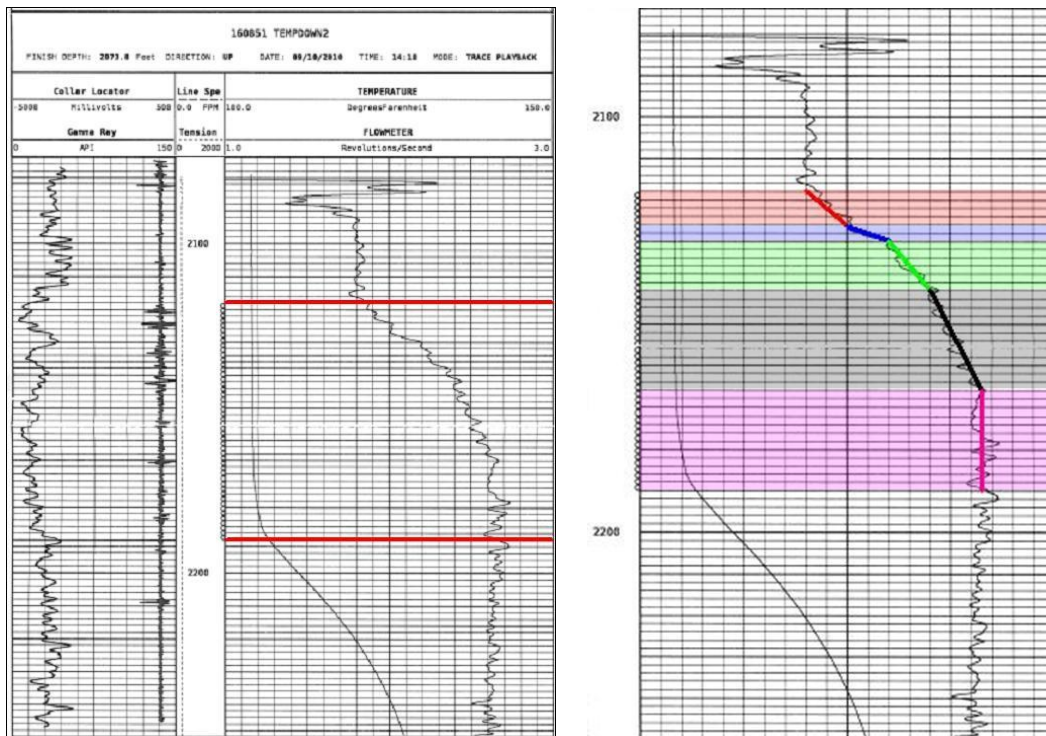 160851 TEMPDOWN2
FINISH DEPTH: 2073.0 Feet DIRECTION: UP DATE: 09/10/2010 TIME: 14:18 MODE: TRACE PLAYBACK
Collar Locator Line Spe TEMPERATURE
-5000 Millivolts 500 0.0 FPM 100.0 DegreesFarenheit 150.0
Gamma Ray Tension FLOWMETER
0 API 150 0 2000 1.0 Revolutions/Second 3.0
2100
2200
2100
2200